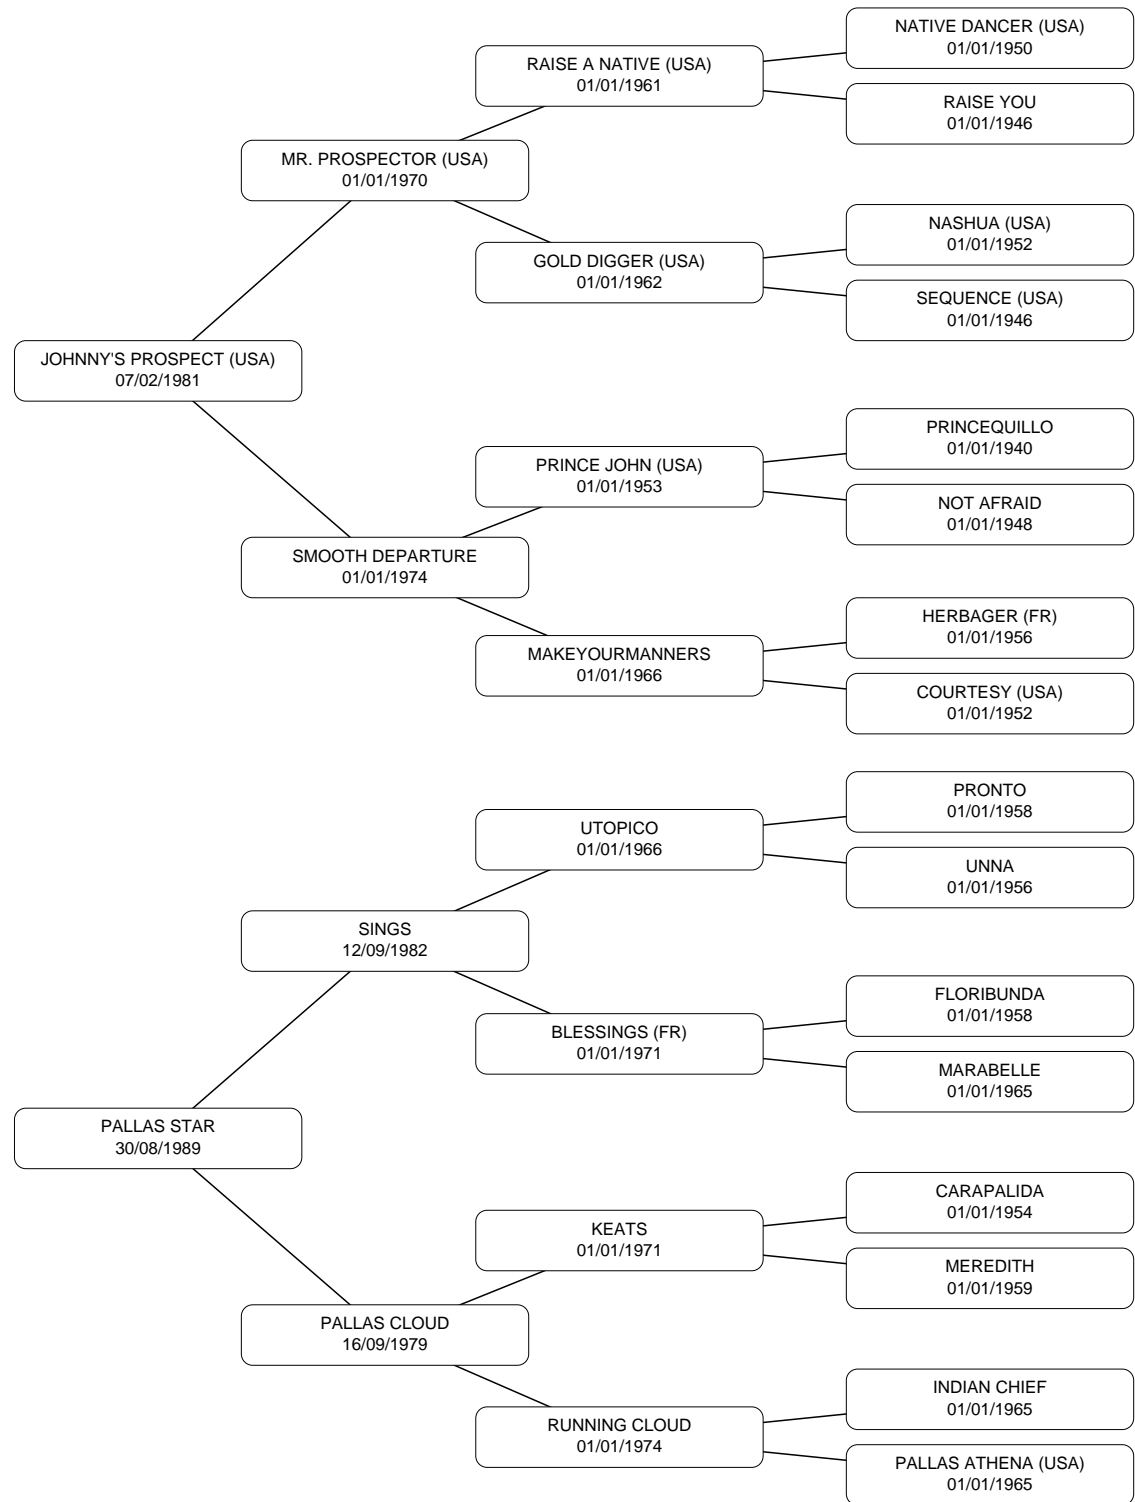 NATIVE DANCER (USA)
01/01/1950
RAISE A NATIVE (USA)
01/01/1961
RAISE YOU
01/01/1946
MR. PROSPECTOR (USA)
01/01/1970
NASHUA (USA)
01/01/1952
GOLD DIGGER (USA)
01/01/1962
SEQUENCE (USA)
01/01/1946
JOHNNY'S PROSPECT (USA)
07/02/1981
PRINCEQUILLO
01/01/1940
PRINCE JOHN (USA)
01/01/1953
NOT AFRAID
01/01/1948
SMOOTH DEPARTURE
01/01/1974
HERBAGER (FR)
01/01/1956
MAKEYOURMANNERS
01/01/1966
COURTESY (USA)
01/01/1952
PRONTO
01/01/1958
UTOPICO
01/01/1966
UNNA
01/01/1956
SINGS
12/09/1982
FLORIBUNDA
01/01/1958
BLESSINGS (FR)
01/01/1971
MARABELLE
01/01/1965
PALLAS STAR
30/08/1989
CARAPALIDA
01/01/1954
KEATS
01/01/1971
MEREDITH
01/01/1959
PALLAS CLOUD
16/09/1979
INDIAN CHIEF
01/01/1965
RUNNING CLOUD
01/01/1974
PALLAS ATHENA (USA)
01/01/1965